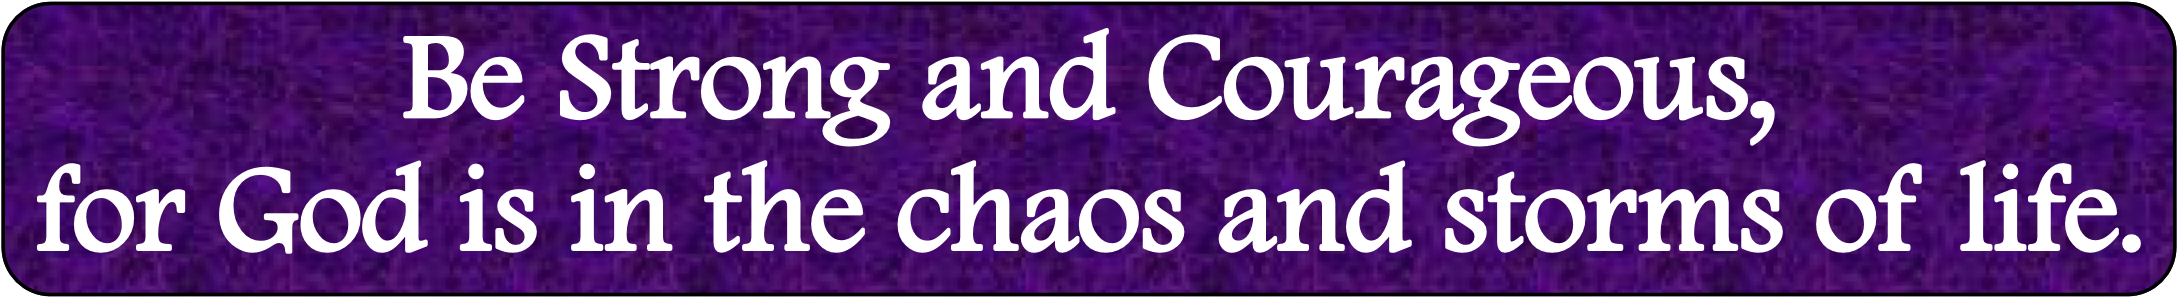 Be Strong and Courageous,
for God is in the chaos and storms of life.